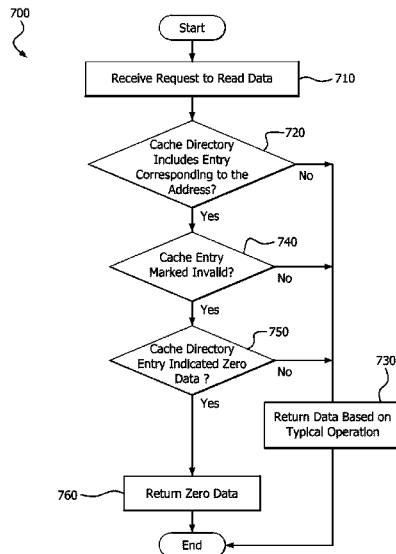 700
Start
Receive Request to Read Data
710
Cache Directory
Includes Entry
Corresponding to the
Address?
720
No
Yes
Cache Entry
Marked Invalid?
740
No
Yes
Cache Directory
Entry Indicated Zero
Data ?
750
No
Yes
730
Return Data Based on
Typical Operation
760
Return Zero Data
End